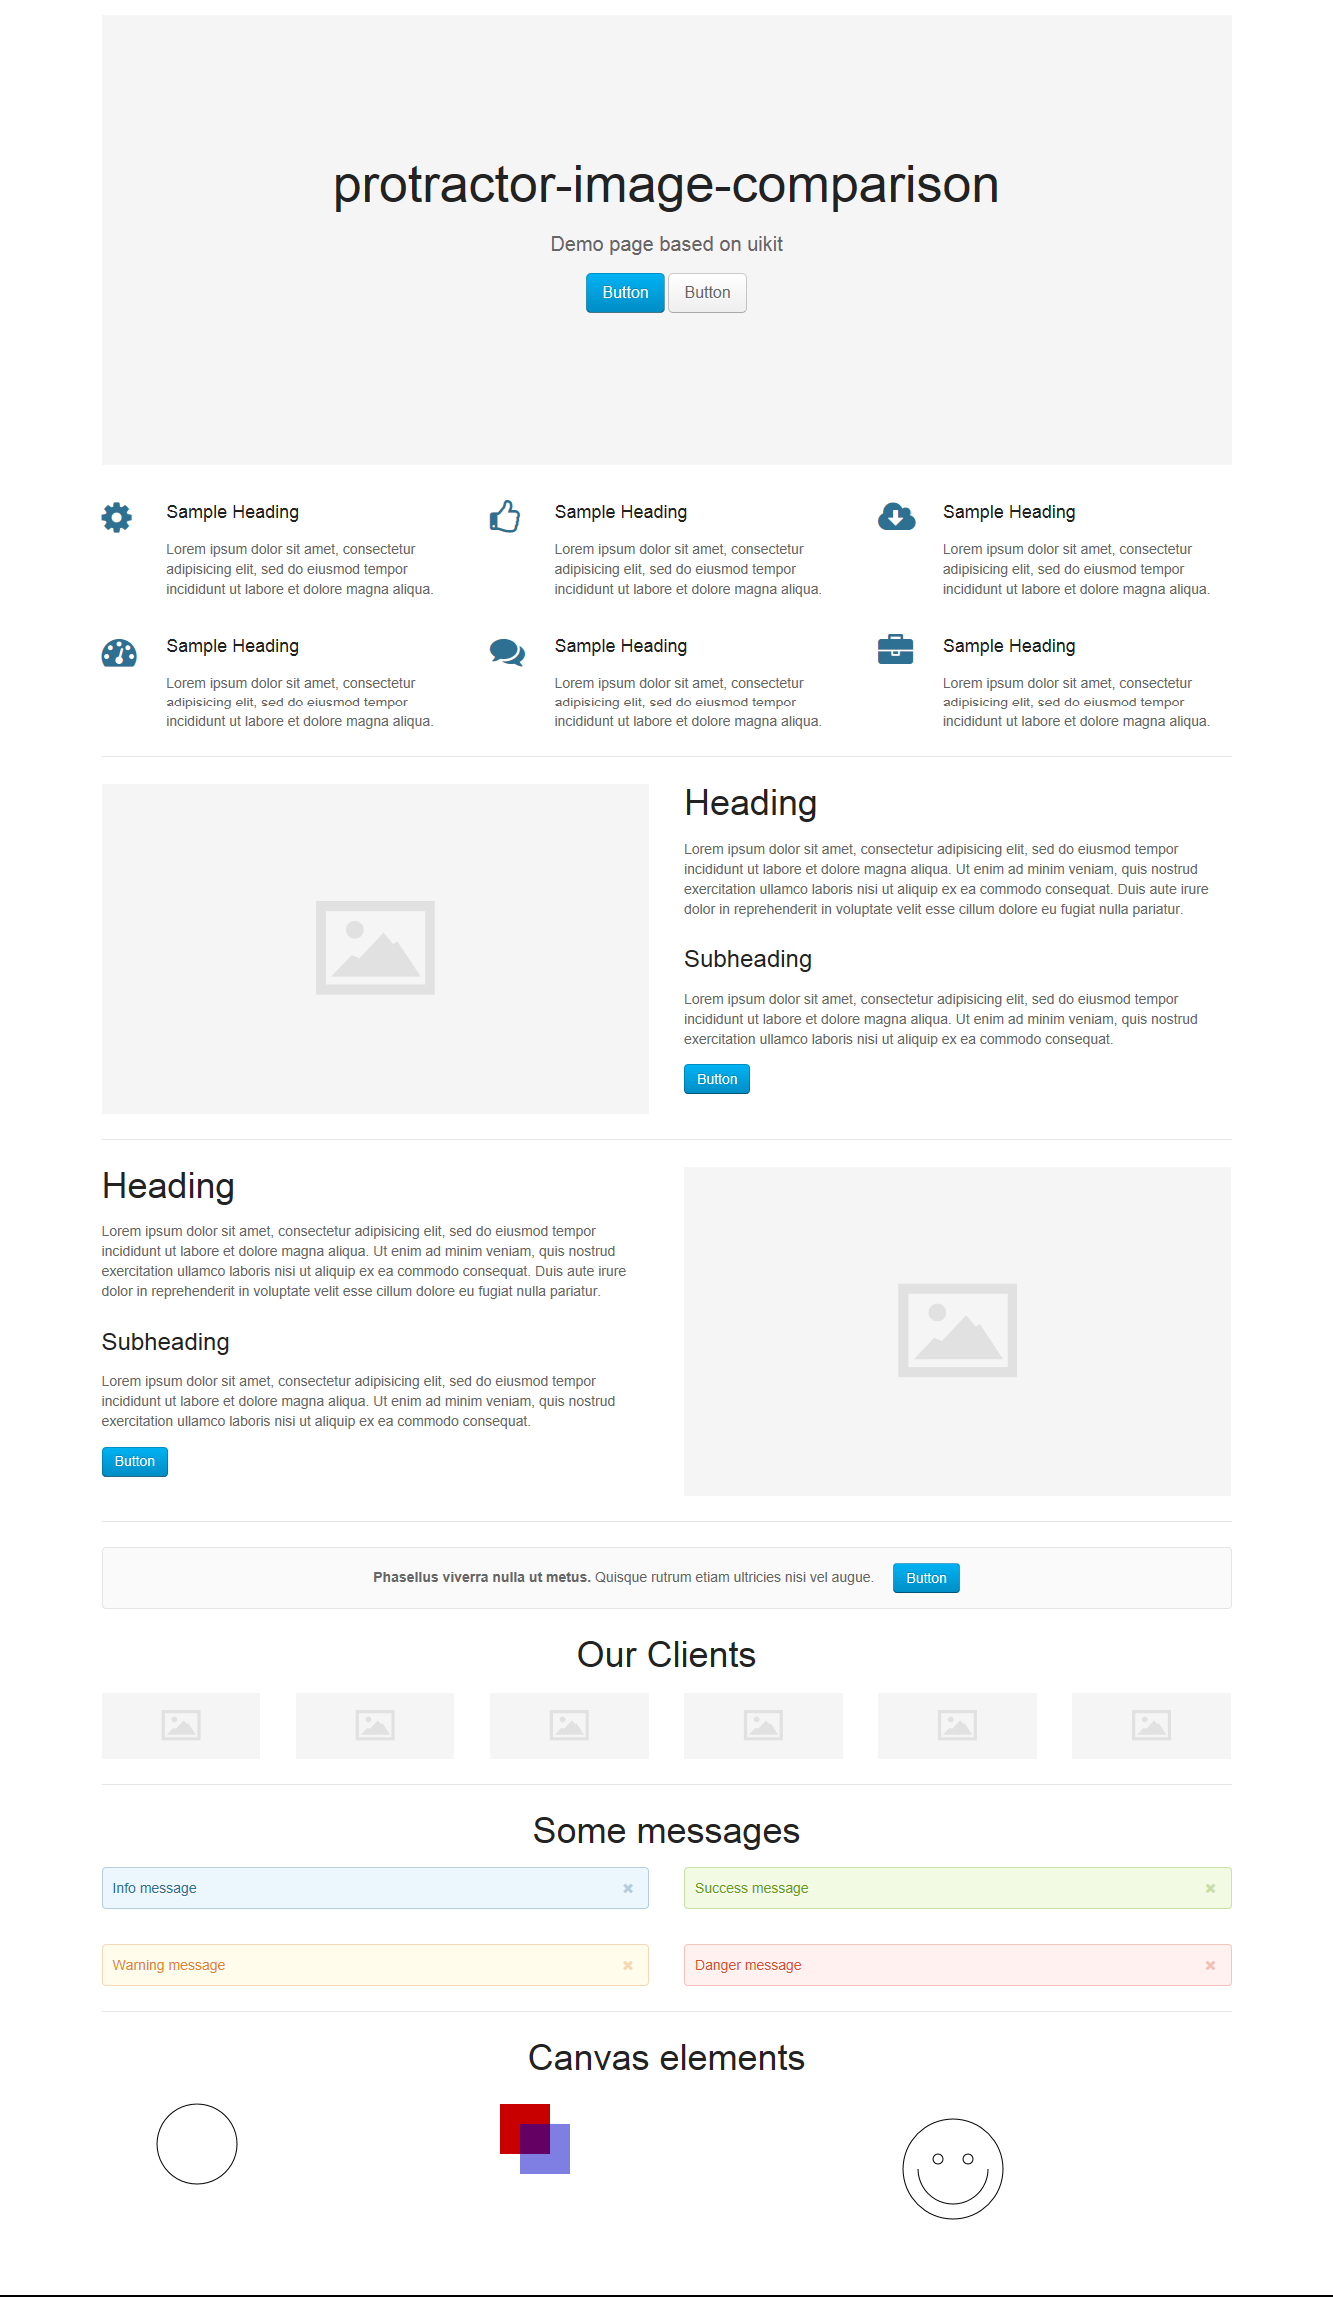 protractor-image-comparison
Demo page based on uikit
Button Button
Sample Heading
Lorem ipsum dolor sit amet, consectetur
adipisicing elit, sed do eiusmod tempor
incididunt ut labore et dolore magna aliqua.
Sample Heading
Lorem ipsum dolor sit amet, consectetur
adipisicing elit, sed do eiusmod tempor
incididunt ut labore et dolore magna aliqua.
Sample Heading
Lorem ipsum dolor sit amet, consectetur
adipisicing elit, sed do eiusmod tempor
incididunt ut labore et dolore magna aliqua.
Sample Heading
Lorem ipsum dolor sit amet, consectetur
adipisicing elit, sed do eiusmod tempor
incididunt ut labore et dolore magna aliqua.
Sample Heading
Lorem ipsum dolor sit amet, consectetur
adipisicing elit, sed do eiusmod tempor
incididunt ut labore et dolore magna aliqua.
Sample Heading
Lorem ipsum dolor sit amet, consectetur
adipisicing elit, sed do eiusmod tempor
incididunt ut labore et dolore magna aliqua.
Heading
Lorem ipsum dolor sit amet, consectetur adipisicing elit, sed do eiusmod tempor
incididunt ut labore et dolore magna aliqua. Ut enim ad minim veniam, quis nostrud
exercitation ullamco laboris nisi ut aliquip ex ea commodo consequat. Duis aute irure
dolor in reprehenderit in voluptate velit esse cillum dolore eu fugiat nulla pariatur.
Subheading
Lorem ipsum dolor sit amet, consectetur adipisicing elit, sed do eiusmod tempor
incididunt ut labore et dolore magna aliqua. Ut enim ad minim veniam, quis nostrud
exercitation ullamco laboris nisi ut aliquip ex ea commodo consequat.
Button
Heading
Lorem ipsum dolor sit amet, consectetur adipisicing elit, sed do eiusmod tempor
incididunt ut labore et dolore magna aliqua. Ut enim ad minim veniam, quis nostrud
exercitation ullamco laboris nisi ut aliquip ex ea commodo consequat. Duis aute irure
dolor in reprehenderit in voluptate velit esse cillum dolore eu fugiat nulla pariatur.
Subheading
Lorem ipsum dolor sit amet, consectetur adipisicing elit, sed do eiusmod tempor
incididunt ut labore et dolore magna aliqua. Ut enim ad minim veniam, quis nostrud
exercitation ullamco laboris nisi ut aliquip ex ea commodo consequat.
Button
Phasellus viverra nulla ut metus. Quisque rutrum etiam ultricies nisi vel augue. Button
Our Clients
Some messages
Info message
Success message
Warning message
Danger message
Canvas elements